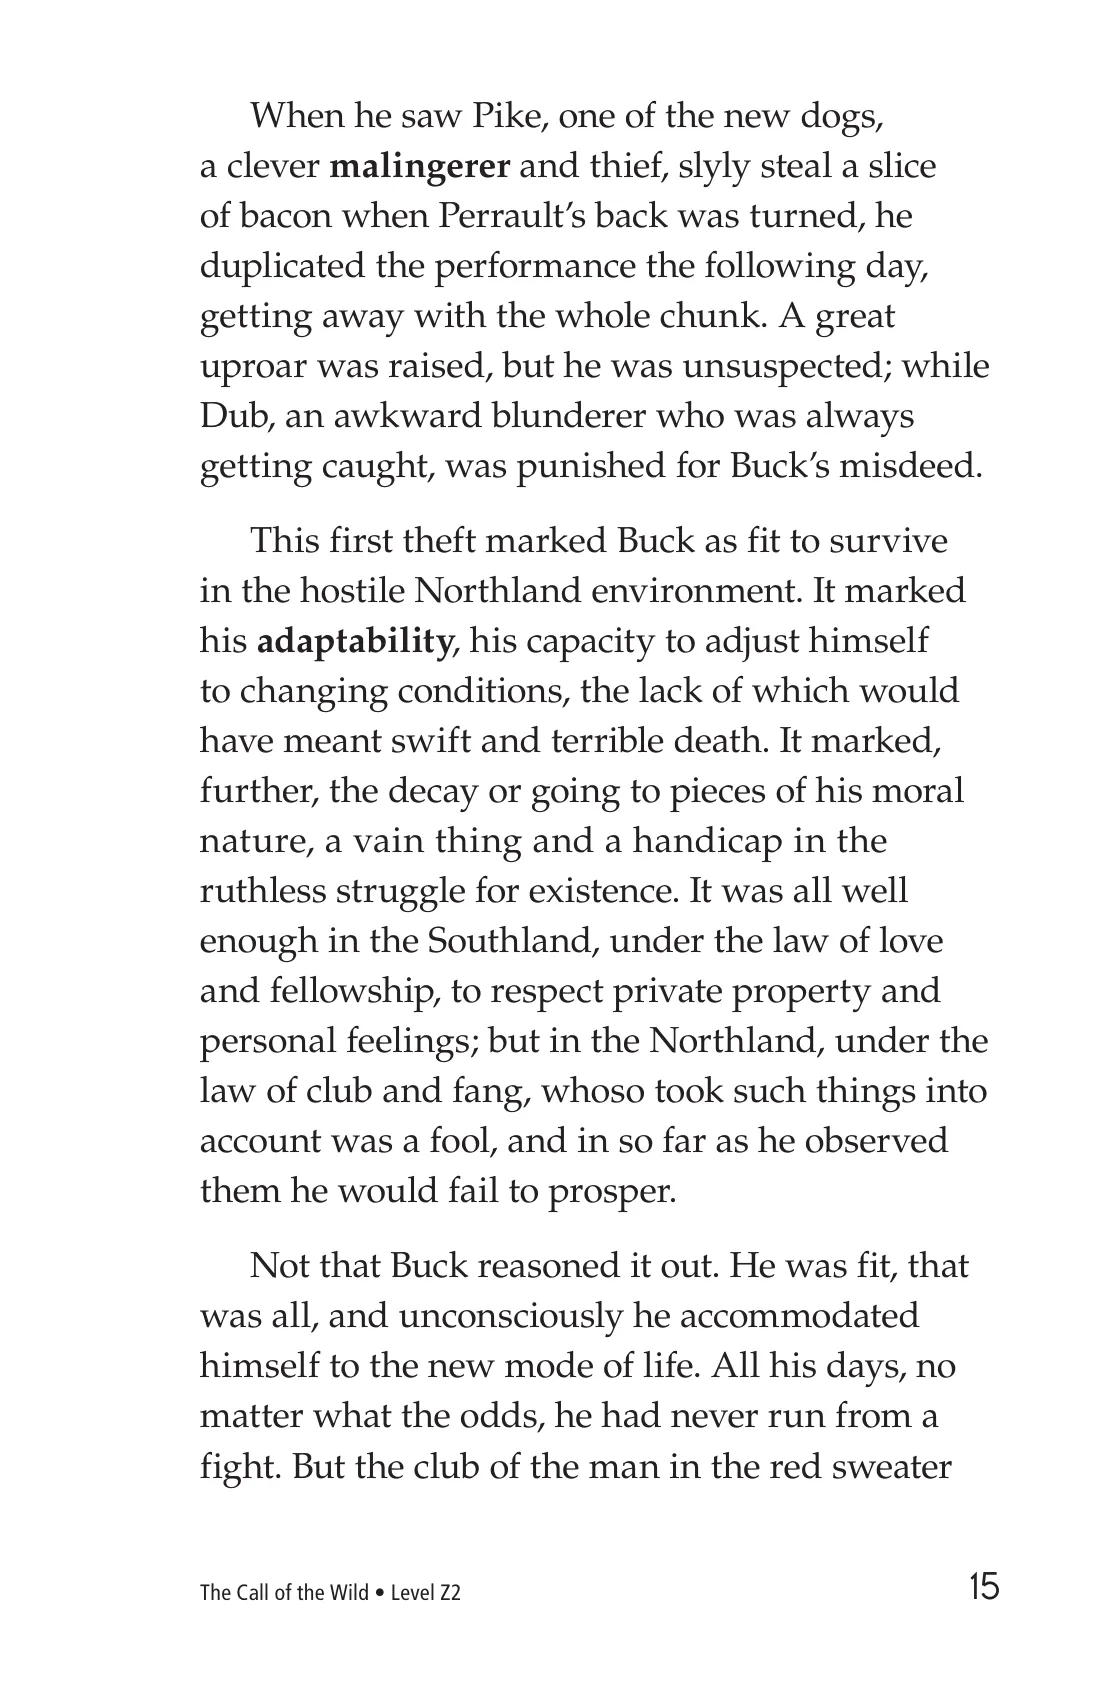 When he saw Pike, one of the new dogs,
a clever malingerer and thief, slyly steal a slice
of bacon when Perrault’s back was turned, he
duplicated the performance the following day,
getting away with the whole chunk. A great
uproar was raised, but he was unsuspected; while
Dub, an awkward blunderer who was always
getting caught, was punished for Buck’s misdeed.
This first theft marked Buck as fit to survive
in the hostile Northland environment. It marked
his adaptability, his capacity to adjust himself
to changing conditions, the lack of which would
have meant swift and terrible death. It marked,
further, the decay or going to pieces of his moral
nature, a vain thing and a handicap in the
ruthless struggle for existence. It was all well
enough in the Southland, under the law of love
and fellowship, to respect private property and
personal feelings; but in the Northland, under the
law of club and fang, whoso took such things into
account was a fool, and in so far as he observed
them he would fail to prosper.
Not that Buck reasoned it out. He was fit, that
was all, and unconsciously he accommodated
himself to the new mode of life. All his days, no
matter what the odds, he had never run from a
fight. But the club of the man in the red sweater
The Call of the Wild • Level Z2
15